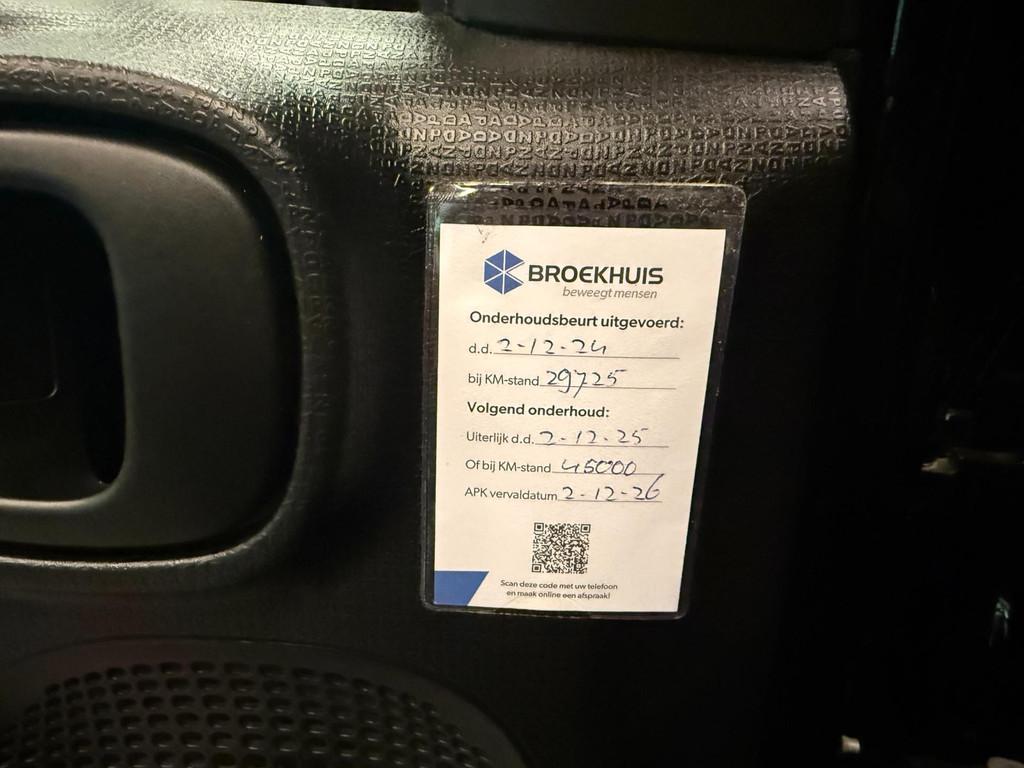 BROEKHUIS
beweegt mensen
Onderhoudsbeurt uitgevoerd:
d.d. 2-12-24
bij KM-stand 29725
Volgend onderhoud:
Uiterlijk d.d. 2-12-25
Of bij KM-stand 45000
APK vervaldatum 2-12-26
Scan deze code met uw telefoon
en maak online een afspraak!